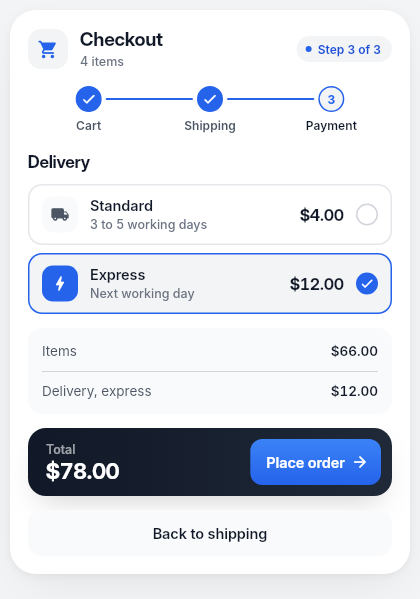 Checkout
4 items
Step 3 of 3
3
Cart
Shipping
Payment
Delivery
Standard
3 to 5 working days
$4.00
Express
Next working day
$12.00
Items
$66.00
Delivery, express
$12.00
Total
$78.00
Place order
Back to shipping